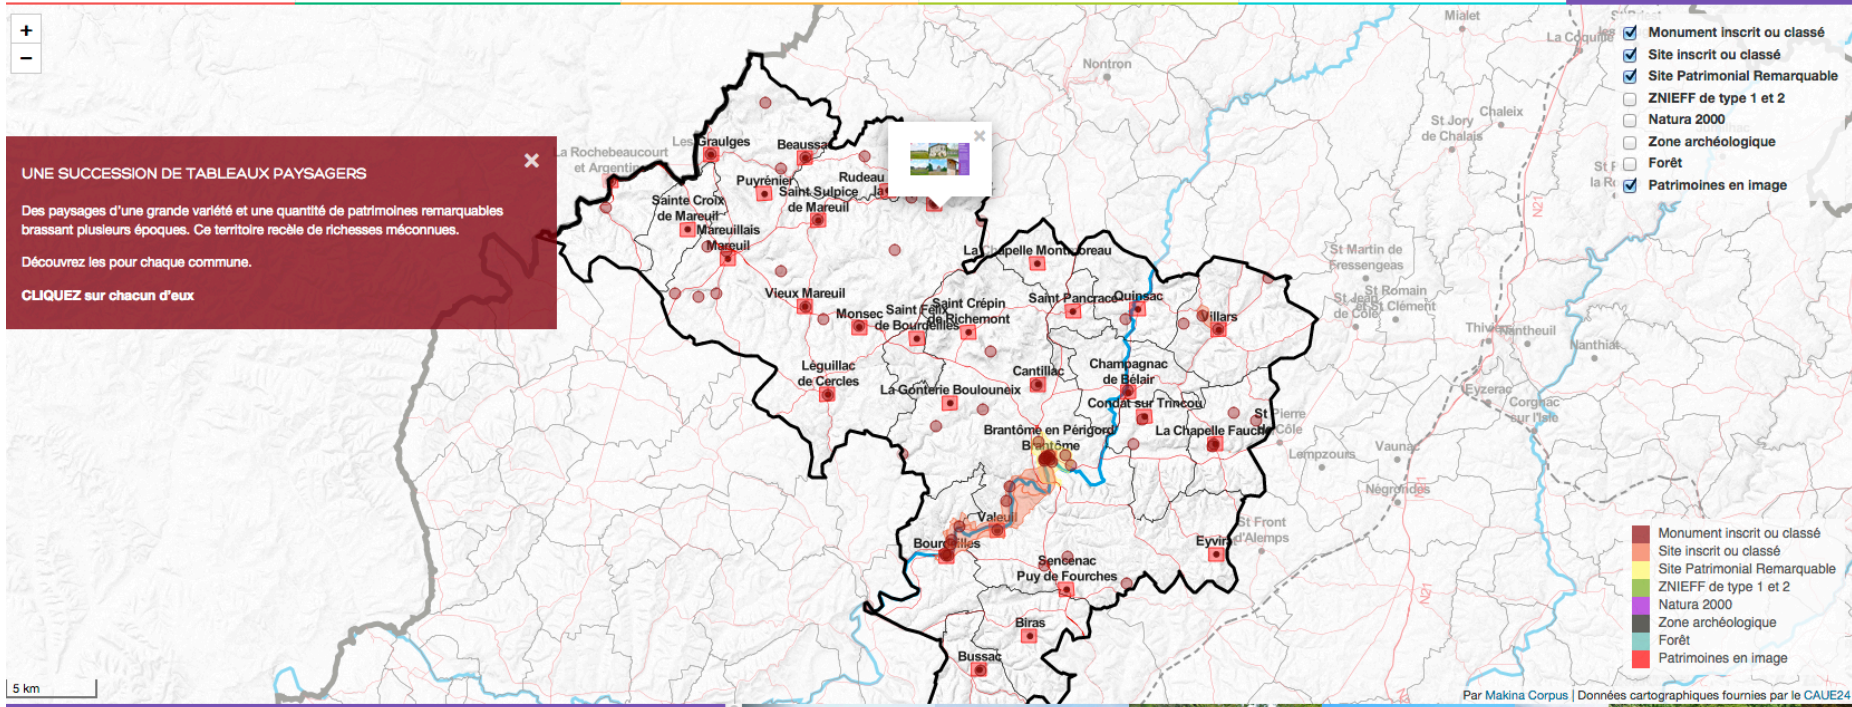 +
−
UNE SUCCESSION DE TABLEAUX PAYSAGERS
Des paysages d'une grande variété et une quantité de patrimoines remarquables
brassant plusieurs époques. Ce territoire recèle de richesses méconnues.
Découvrez les pour chaque commune.
CLIQUEZ sur chacun d'eux
Monument inscrit ou classé
Site inscrit ou classé
Site Patrimonial Remarquable
ZNIEFF de type 1 et 2
Natura 2000
Zone archéologique
Forêt
Patrimoines en image
Mialet
La Coquille
Nontron
Chaleix
St Jory
de Chalais
La Rochebeaucourt
et Argentine
Les Graulges
Beaussac
Puyrénier
Rudeau
Saint Sulpice
de Mareuil
Sainte Croix
de Mareuil
Mareuillais
Mareuil
La Chapelle Montmoreau
St Martin de
Fressengeas
St Romain
et St Clément
St Jean
de Côle
Vieux Mareuil
Monsec
Saint Félix
de Bourdeilles
Saint Crépin
de Richemont
Saint Pancrace
Quinsac
Villars
Thiviers
Nantheuil
Nanthiat
N21
Léguillac
de Cercles
La Gonterie Boulouneix
Cantillac
Champagnac
de Bélair
Condat sur Trincou
Eyzerac
Corgnac
sur l'Isle
Brantôme en Périgord
Brantôme
La Chapelle Faucher
St Pierre
de Côle
Lempzours
Vaunac
Négrondes
N21
Valeuil
Bourdeilles
St Front
d'Alemps
Eyvirat
Sencenac
Puy de Fourches
Biras
Bussac
N21
Monument inscrit ou classé
Site inscrit ou classé
Site Patrimonial Remarquable
ZNIEFF de type 1 et 2
Natura 2000
Zone archéologique
Forêt
Patrimoines en image
5 km
Par Makina Corpus | Données cartographiques fournies par le CAUE24